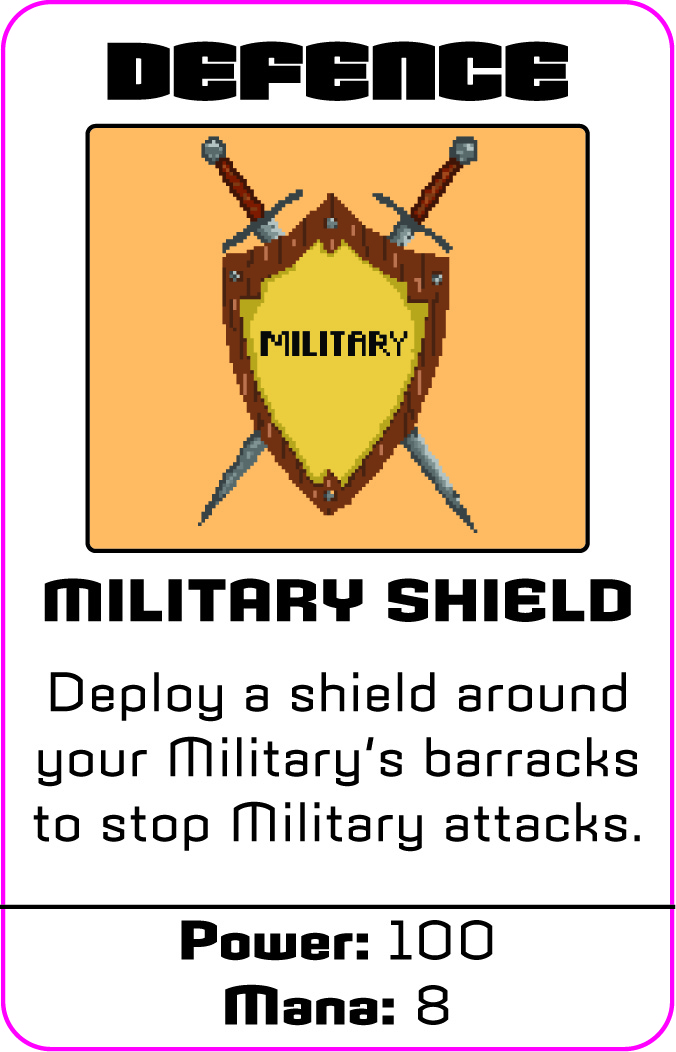 DEFENCE
MILITARY
MILITARY SHIELD
Deploy a shield around
your Military's barracks
to stop Military attacks.
Power: 100
Mana: 8